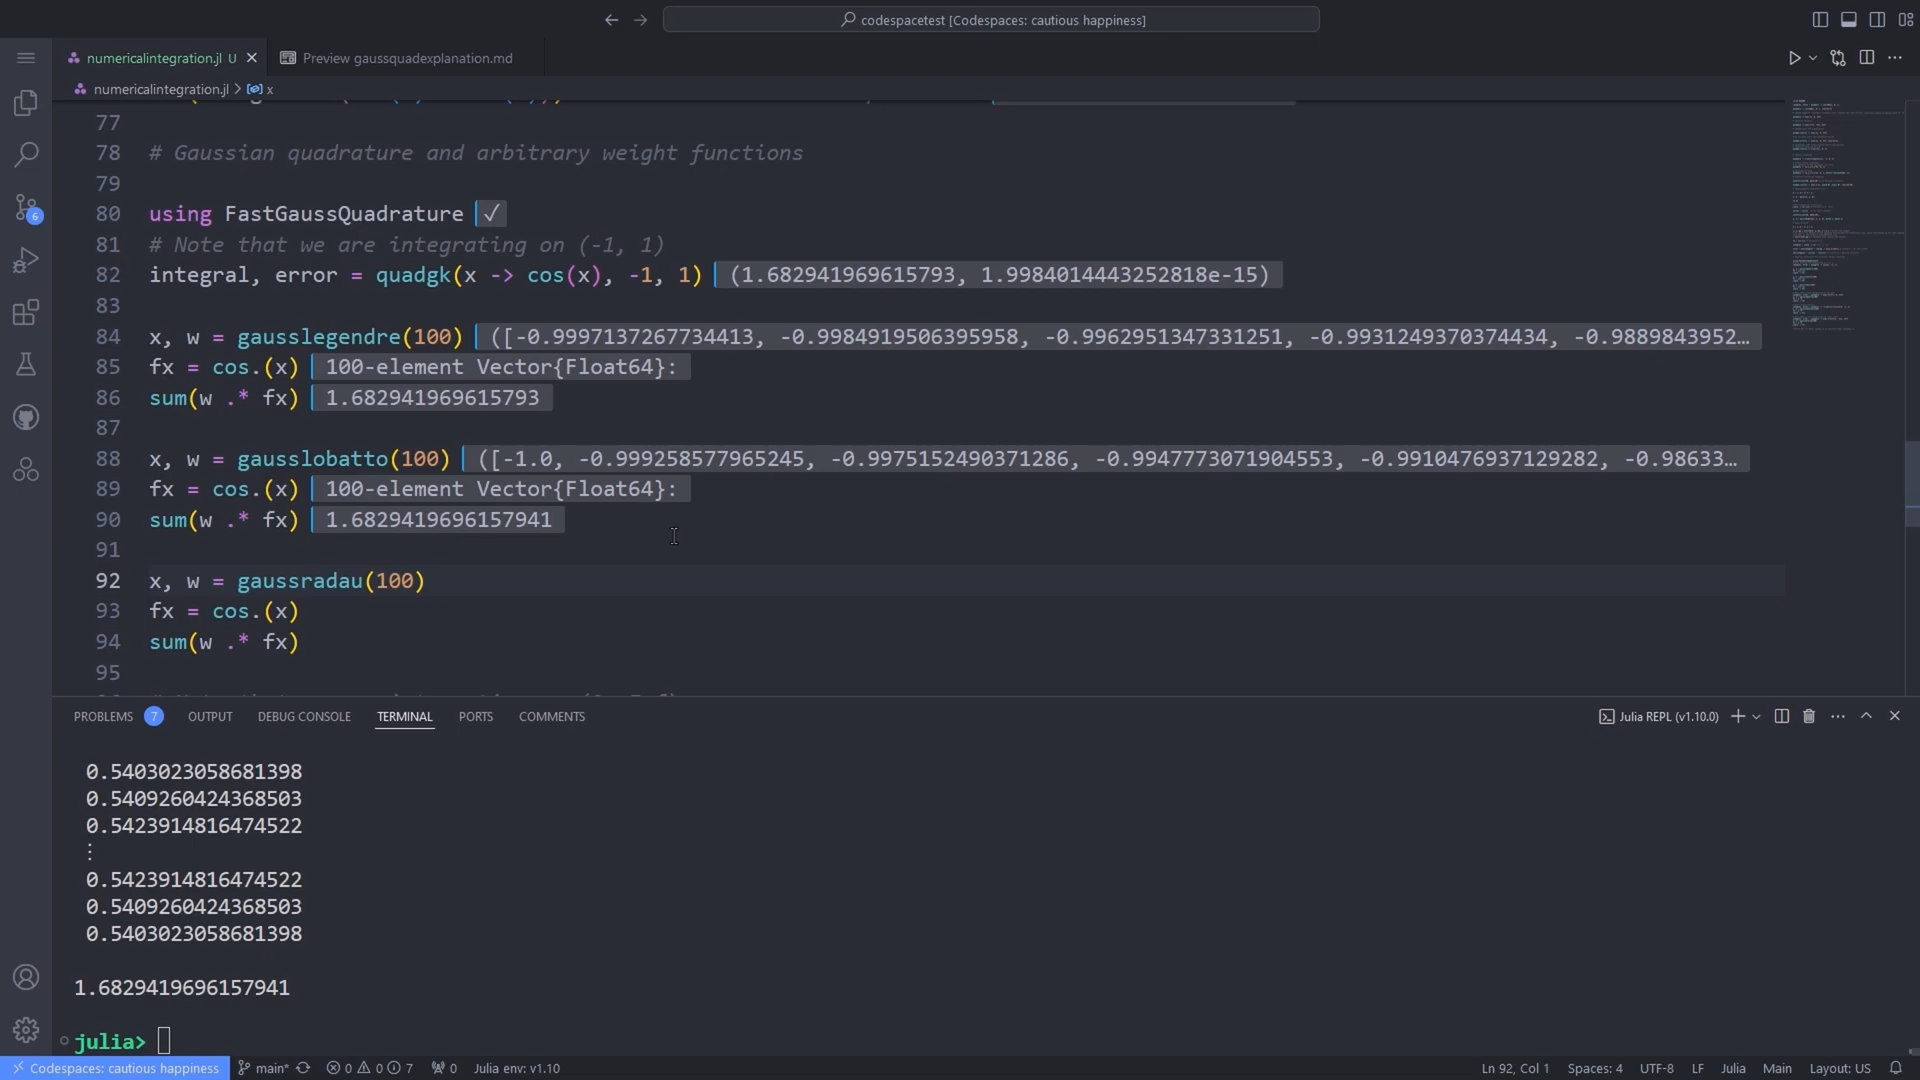 codespacetest [Codespaces: cautious happiness]
numericalintegration.jl U
Preview gaussquadexplanation.md
numericalintegration.jl > x
77
78 # Gaussian quadrature and arbitrary weight functions
79
80 using FastGaussQuadrature ✓
81 # Note that we are integrating on (-1, 1)
82 integral, error = quadgk(x -> cos(x), -1, 1) (1.682941969615793, 1.9984014443252818e-15)
83
84 x, w = gausslegendre(100) ([-0.9997137267734413, -0.9984919506395958, -0.9962951347331251, -0.9931249370374434, -0.9889843952…
85 fx = cos.(x) 100-element Vector{Float64}:
86 sum(w .* fx) 1.682941969615793
87
88 x, w = gausslobatto(100) ([-1.0, -0.999258577965245, -0.9975152490371286, -0.9947773071904553, -0.9910476937129282, -0.98633…
89 fx = cos.(x) 100-element Vector{Float64}:
90 sum(w .* fx) 1.6829419696157941
91
92 x, w = gaussradau(100)
93 fx = cos.(x)
94 sum(w .* fx)
95
PROBLEMS 7 OUTPUT DEBUG CONSOLE TERMINAL PORTS COMMENTS
Julia REPL (v1.10.0)
6
0.5403023058681398
0.5409260424368503
0.5423914816474522
⋮
0.5423914816474522
0.5409260424368503
0.5403023058681398
1.6829419696157941
julia>
Codespaces: cautious happiness main* 0 0 7 0 Julia env: v1.10
Ln 92, Col 1 Spaces: 4 UTF-8 LF Julia Main Layout: US